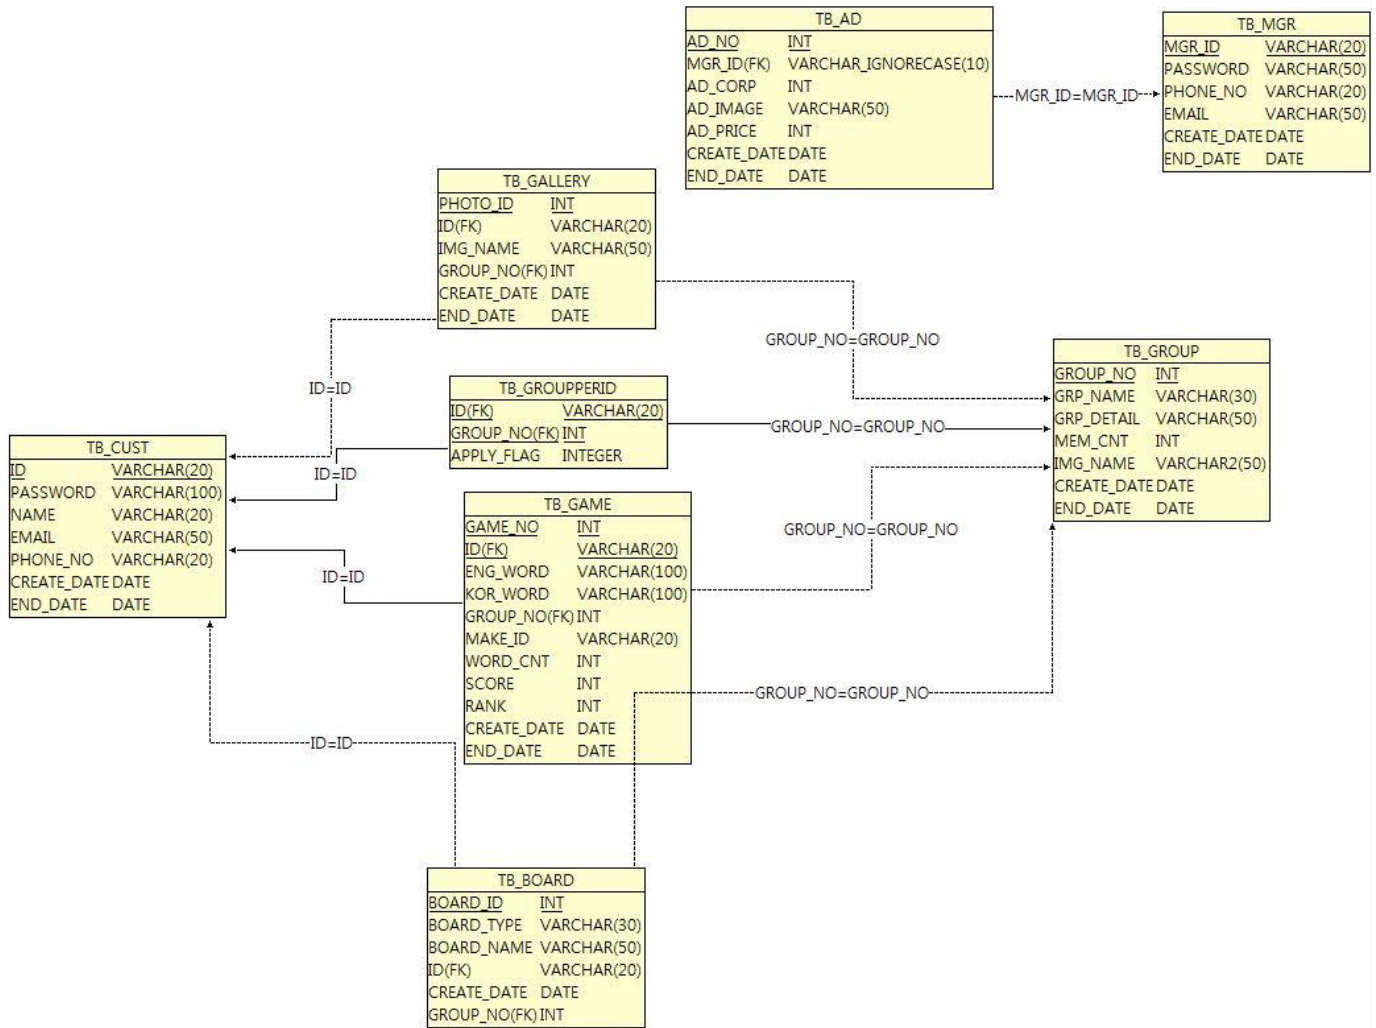 TB_AD
AD_NO INT
MGR_ID(FK) VARCHAR_IGNORECASE(10)
AD_CORP INT
AD_IMAGE VARCHAR(50)
AD_PRICE INT
CREATE_DATE DATE
END_DATE DATE
MGR_ID=MGR_ID
TB_MGR
MGR_ID VARCHAR(20)
PASSWORD VARCHAR(50)
PHONE_NO VARCHAR(20)
EMAIL VARCHAR(50)
CREATE_DATE DATE
END_DATE DATE
TB_GALLERY
PHOTO_ID INT
ID(FK) VARCHAR(20)
IMG_NAME VARCHAR(50)
GROUP_NO(FK) INT
CREATE_DATE DATE
END_DATE DATE
GROUP_NO=GROUP_NO
ID=ID
TB_GROUPPERID
ID(FK) VARCHAR(20)
GROUP_NO(FK) INT
APPLY_FLAG INTEGER
GROUP_NO=GROUP_NO
ID=ID
TB_GROUP
GROUP_NO INT
GRP_NAME VARCHAR(30)
GRP_DETAIL VARCHAR(50)
MEM_CNT INT
IMG_NAME VARCHAR2(50)
CREATE_DATE DATE
END_DATE DATE
TB_CUST
ID VARCHAR(20)
PASSWORD VARCHAR(100)
NAME VARCHAR(20)
EMAIL VARCHAR(50)
PHONE_NO VARCHAR(20)
CREATE_DATE DATE
END_DATE DATE
TB_GAME
GAME_NO INT
ID(FK) VARCHAR(20)
ENG_WORD VARCHAR(100)
KOR_WORD VARCHAR(100)
GROUP_NO(FK) INT
MAKE_ID VARCHAR(20)
WORD_CNT INT
SCORE INT
RANK INT
CREATE_DATE DATE
END_DATE DATE
GROUP_NO=GROUP_NO
ID=ID
GROUP_NO=GROUP_NO
ID=ID
TB_BOARD
BOARD_ID INT
BOARD_TYPE VARCHAR(30)
BOARD_NAME VARCHAR(50)
ID(FK) VARCHAR(20)
CREATE_DATE DATE
GROUP_NO(FK) INT